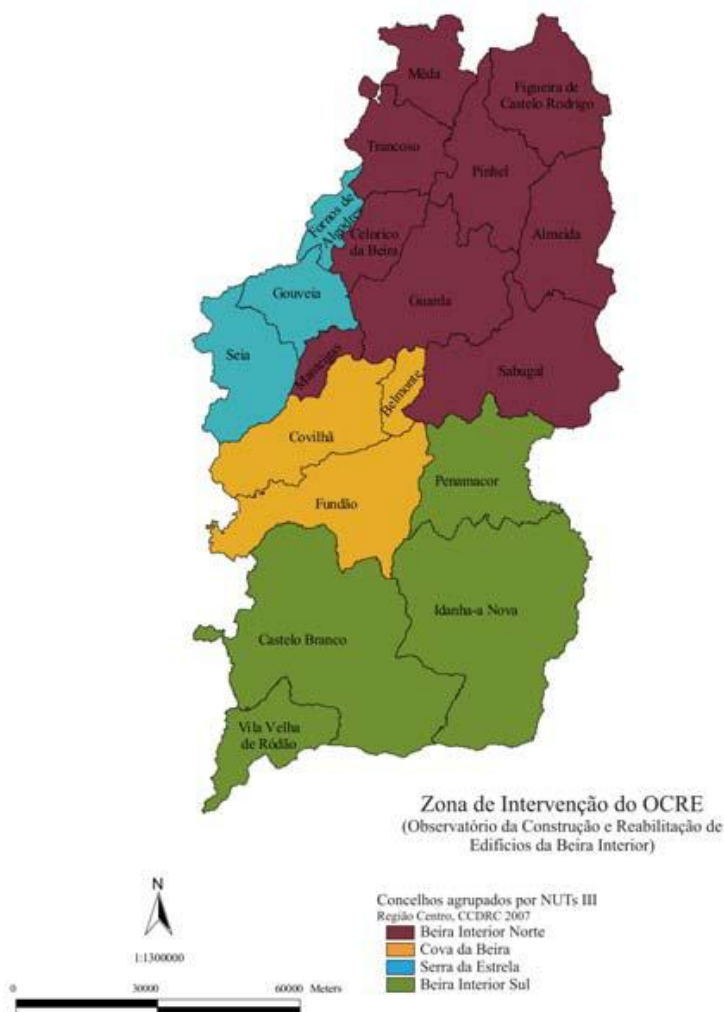 Mêda
Figueira de
Castelo Rodrigo
Trancoso
Pinhel
Fornos de
Algodres
Celorico
da Beira
Almeida
Gouveia
Guarda
Seia
Manteigas
Belmonte
Sabugal
Covilhã
Penamacor
Fundão
Idanha-a Nova
Castelo Branco
Vila Velha
de Ródão
Zona de Intervenção do OCRE
(Observatório da Construção e Reabilitação de
Edifícios da Beira Interior)
N
1:1300000
Concelhos agrupados por NUTs III
Região Centro, CCDRC 2007
Beira Interior Norte
Cova da Beira
Serra da Estrela
Beira Interior Sul
0 30000 60000 Meters